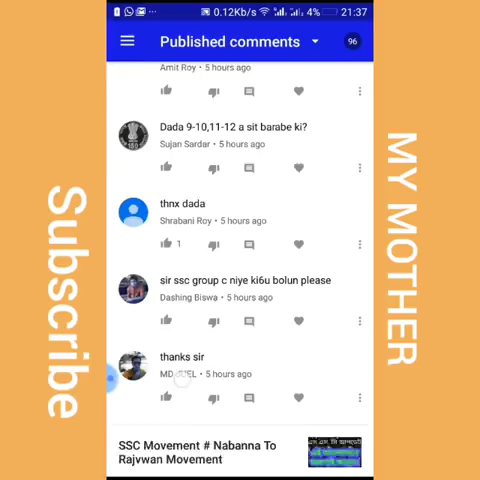 0.12Kb/s 4% 21:37
Published comments
96
Amit Roy • 5 hours ago
Dada 9-10,11-12 a sit barabe ki?
Sujan Sardar • 5 hours ago
thnx dada
Shrabani Roy • 5 hours ago
1
sir ssc group c niye ki6u bolun please
Dashing Biswa • 5 hours ago
thanks sir
• 5 hours ago
SSC Movement # Nabanna To
Rajvwan Movement
Subscribe
MY MOTHER